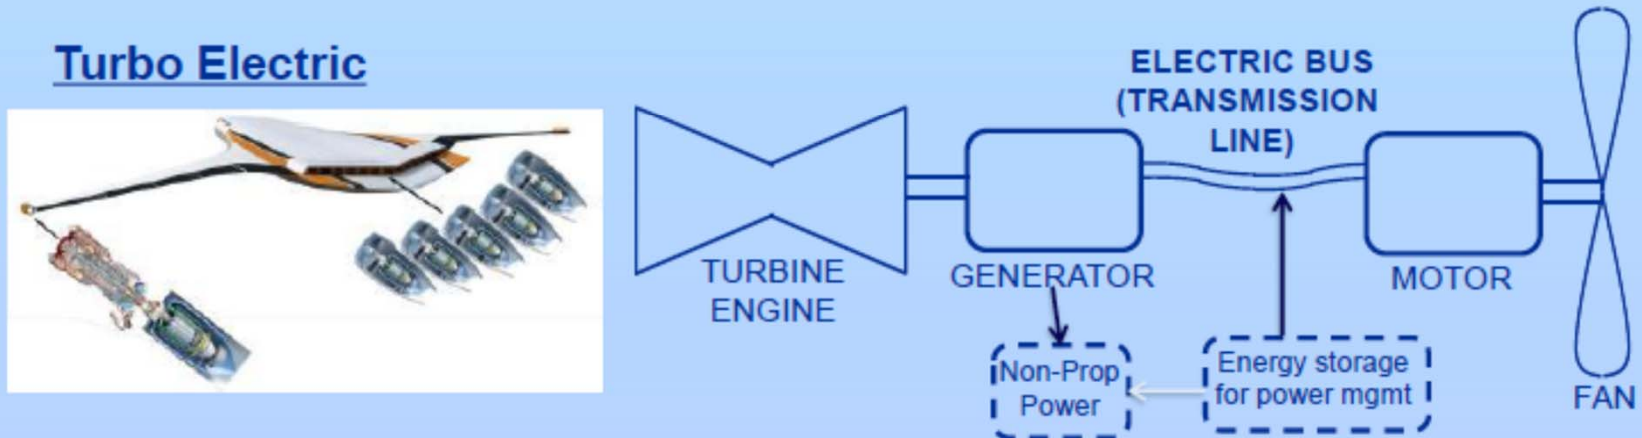 Turbo Electric
ELECTRIC BUS
(TRANSMISSION
LINE)
TURBINE
ENGINE
GENERATOR
MOTOR
Non-Prop
Power
Energy storage
for power mgmt
FAN